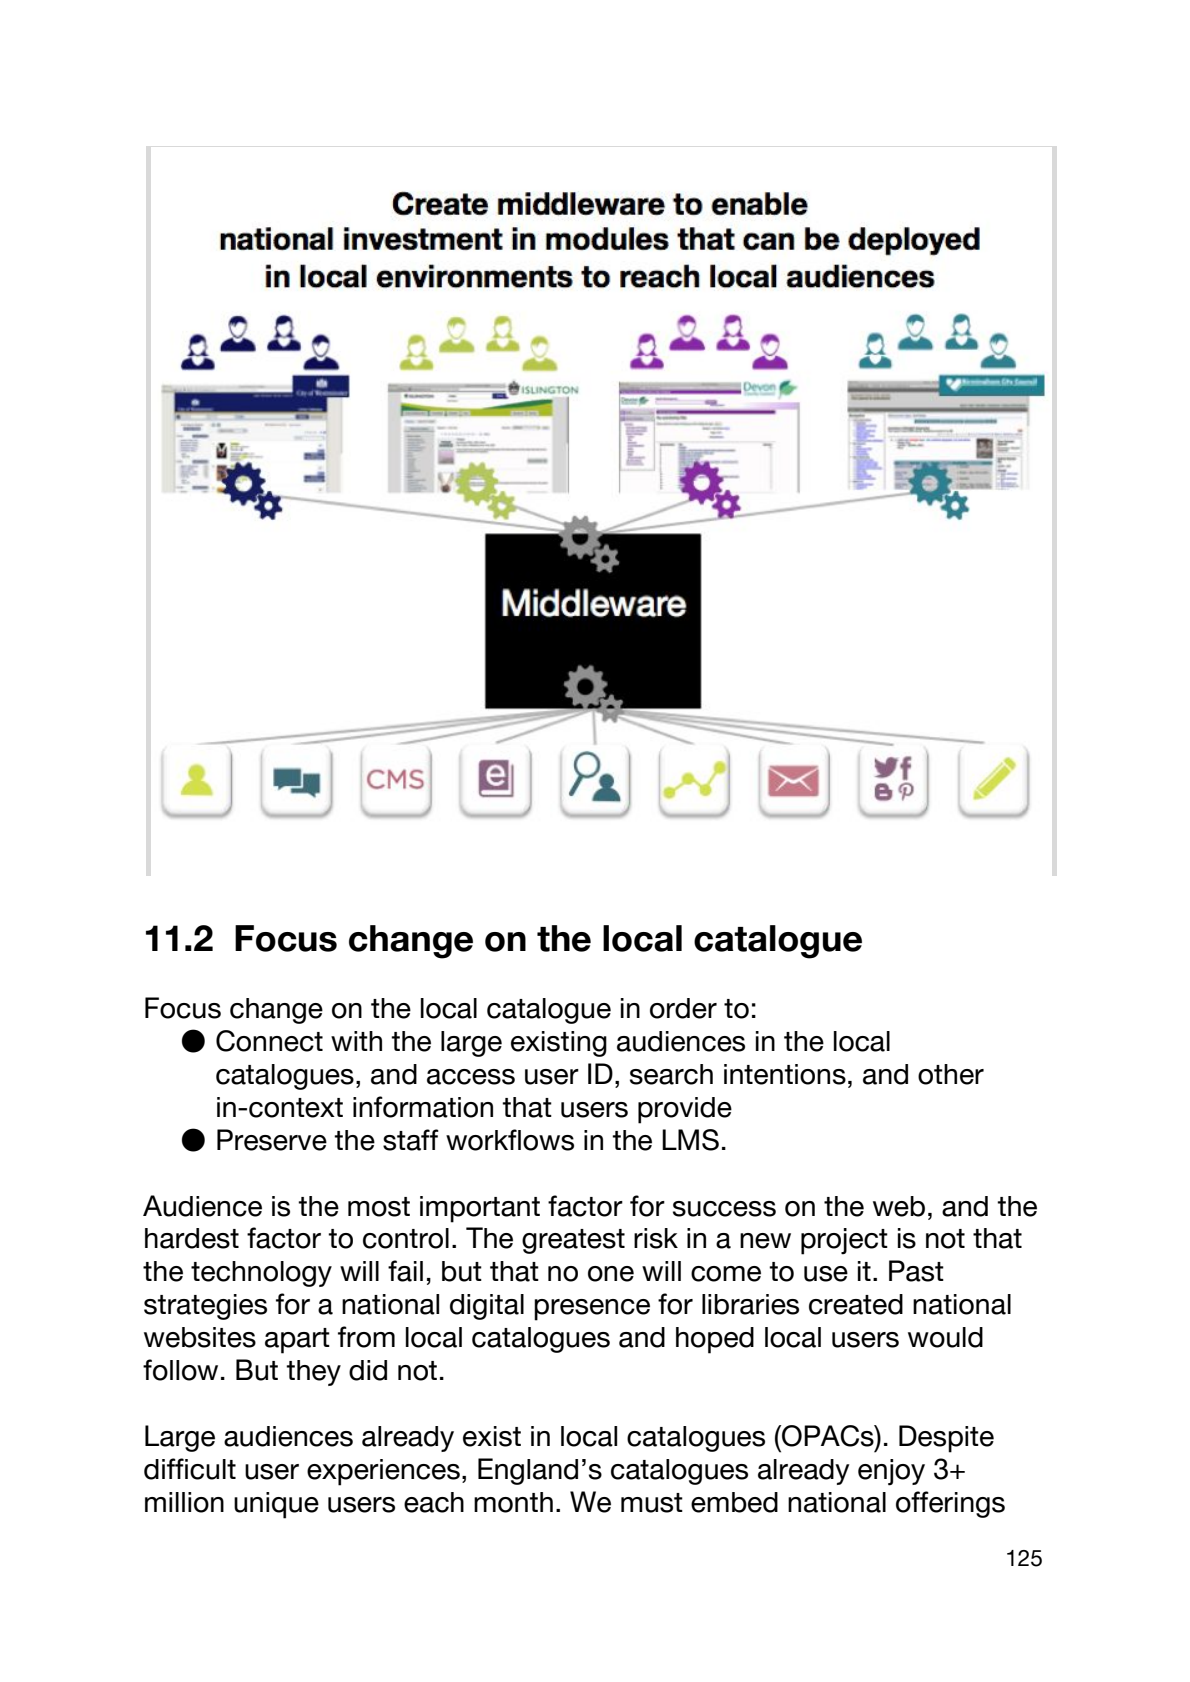 Create middleware to enable
national investment in modules that can be deployed
in local environments to reach local audiences
City of Westminster
ISLINGTON
Devon
Birmingham City Council
ISLINGTON
Devon
Middleware
CMS
11.2 Focus change on the local catalogue
Focus change on the local catalogue in order to:
● Connect with the large existing audiences in the local
catalogues, and access user ID, search intentions, and other
in-context information that users provide
● Preserve the staff workflows in the LMS.
Audience is the most important factor for success on the web, and the
hardest factor to control. The greatest risk in a new project is not that
the technology will fail, but that no one will come to use it. Past
strategies for a national digital presence for libraries created national
websites apart from local catalogues and hoped local users would
follow. But they did not.
Large audiences already exist in local catalogues (OPACs). Despite
difficult user experiences, England’s catalogues already enjoy 3+
million unique users each month. We must embed national offerings
125